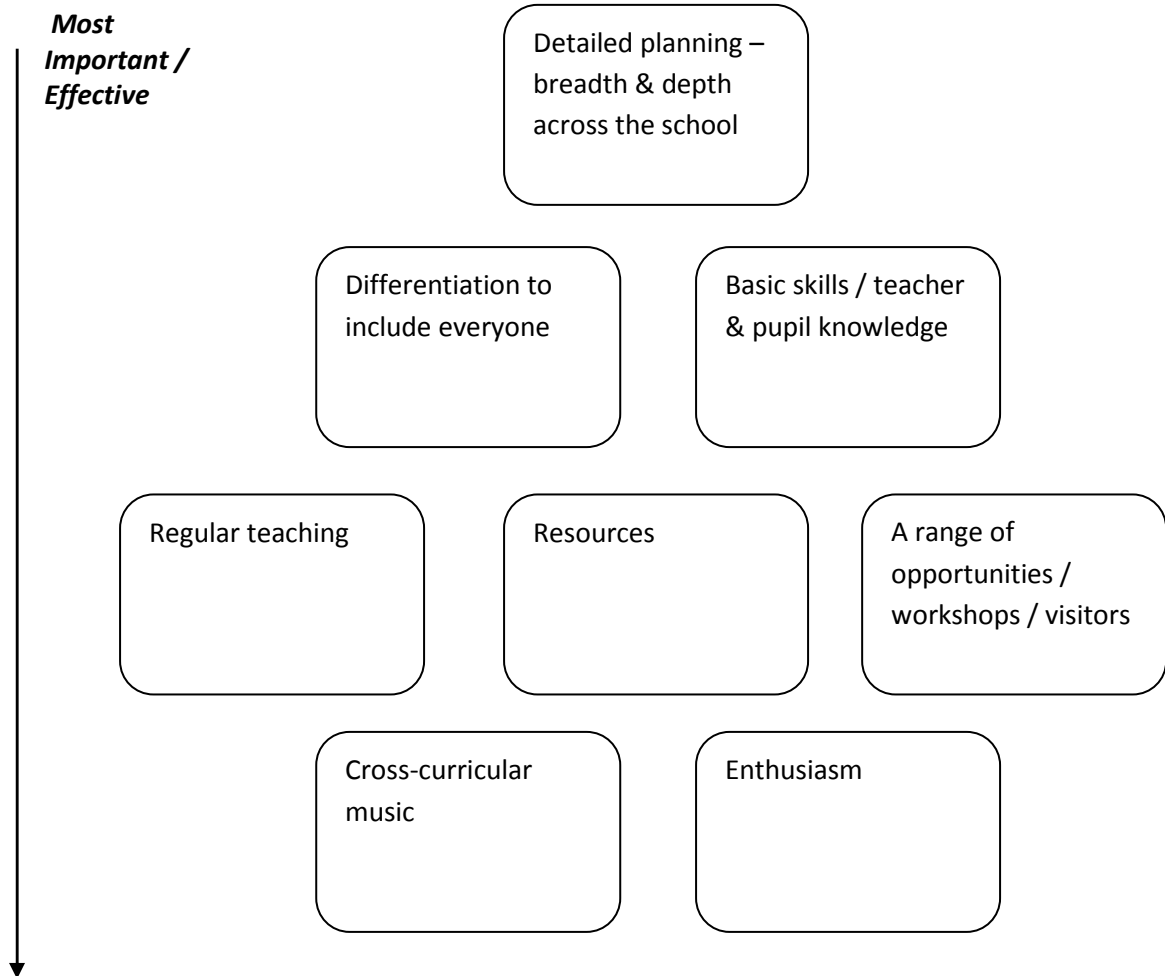 Most
Important /
Effective
Detailed planning –
breadth & depth
across the school
Differentiation to
include everyone
Basic skills / teacher
& pupil knowledge
Regular teaching
Resources
A range of
opportunities /
workshops / visitors
Cross-curricular
music
Enthusiasm